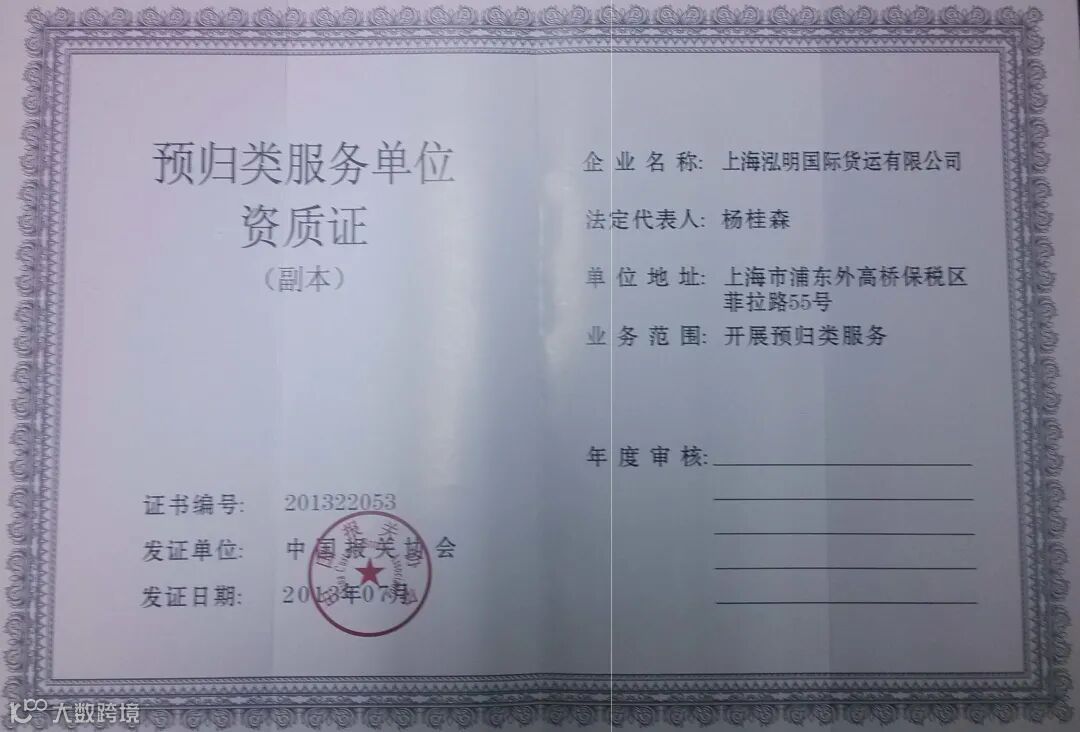 预归类服务单位
资质证
（副本）
证书编号: 201322053
发证单位: 中国报关协会
发证日期: 2013年07月
企业名称: 上海泓明国际货运有限公司
法定代表人: 杨桂森
单位地址: 上海市浦东外高桥保税区
菲拉路55号
业务范围: 开展预归类服务
年度审核:
大数跨境